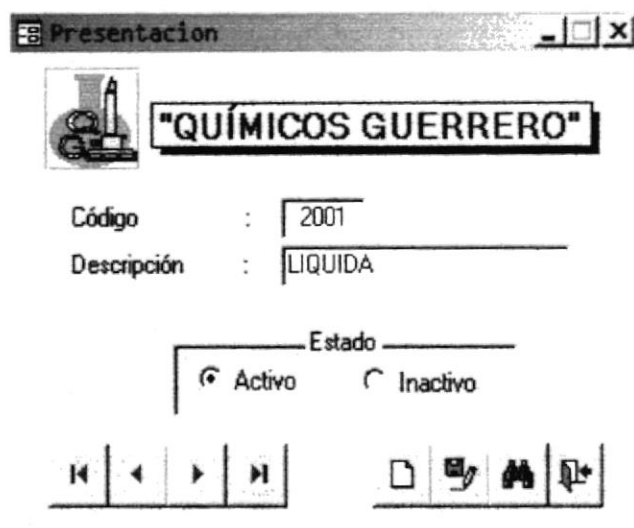 Presentacion
"QUÍMICOS GUERRERO"
Código : 2001
Descripción : LIQUIDA
Estado
Activo Inactivo